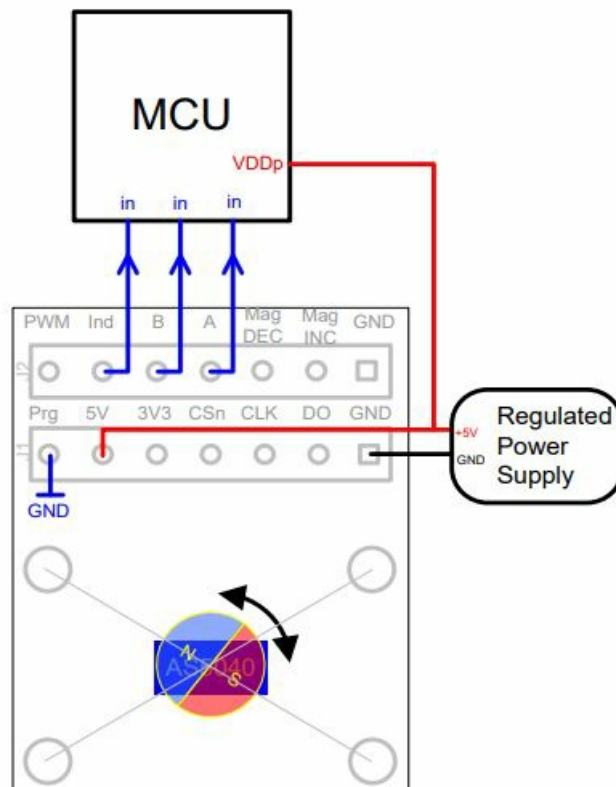 MCU
VDDp
in in in
PWM Ind B A Mag DEC Mag INC GND
J2
Prg 5V 3V3 CSn CLK DO GND
J1
GND
Regulated
Power
Supply
+5V
GND
AS5040
N
S